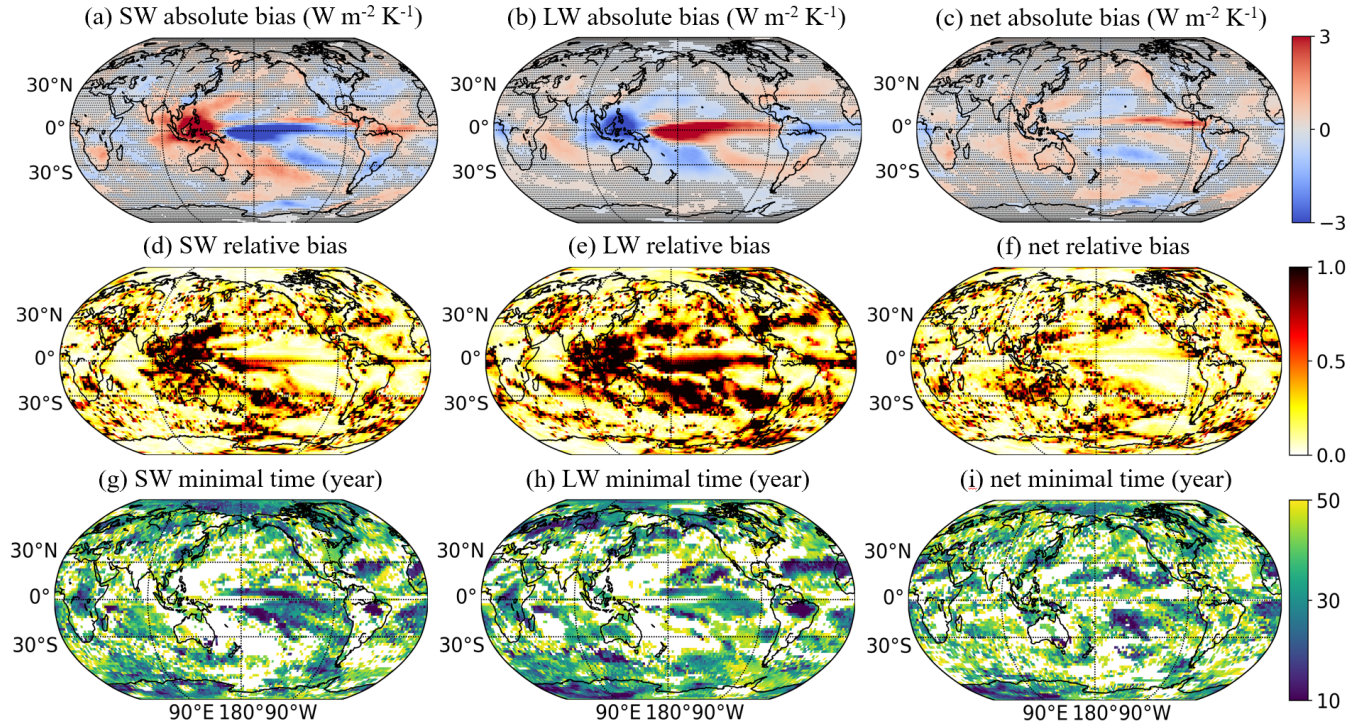 (a) SW absolute bias (W m⁻² K⁻¹)
(b) LW absolute bias (W m⁻² K⁻¹)
(c) net absolute bias (W m⁻² K⁻¹)
30°N
0°
30°S
30°N
0°
30°S
30°N
0°
30°S
3
0
−3
(d) SW relative bias
(e) LW relative bias
(f) net relative bias
30°N
0°
30°S
30°N
0°
30°S
30°N
0°
30°S
1.0
0.5
0.0
(g) SW minimal time (year)
(h) LW minimal time (year)
(i) net minimal time (year)
30°N
0°
30°S
30°N
0°
30°S
30°N
0°
30°S
50
30
10
90°E 180° 90°W
90°E 180° 90°W
90°E 180° 90°W